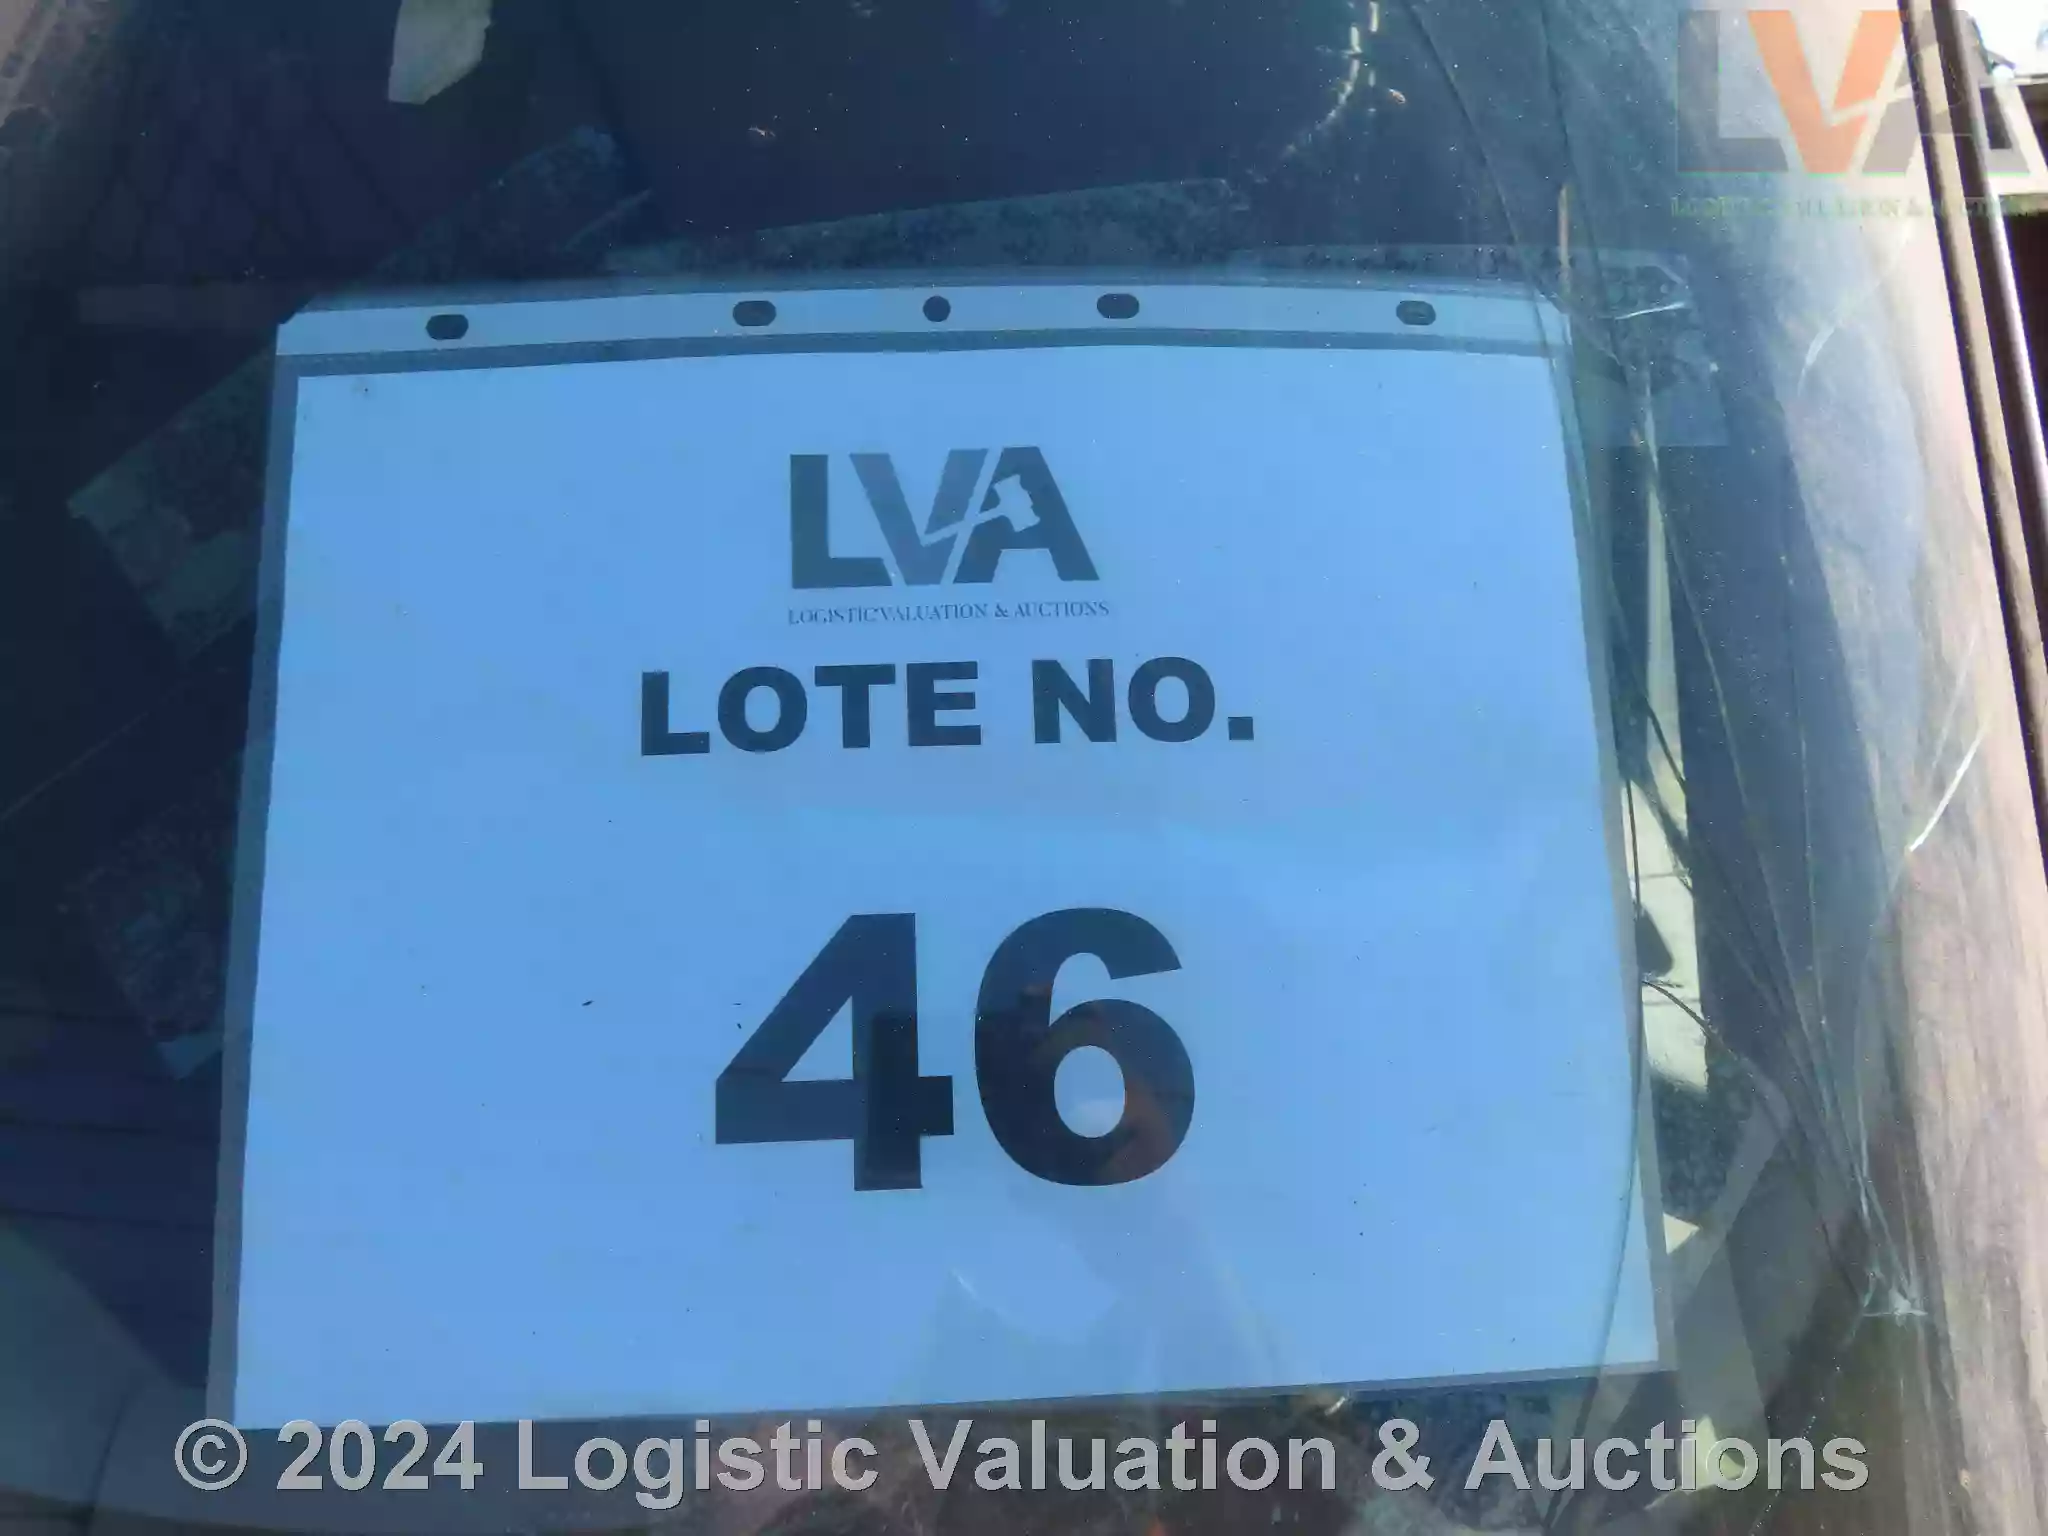 LVA
LVA
LOGISTIC VALUATION & AUCTIONS
LOTE NO.
46
© 2024 Logistic Valuation & Auctions